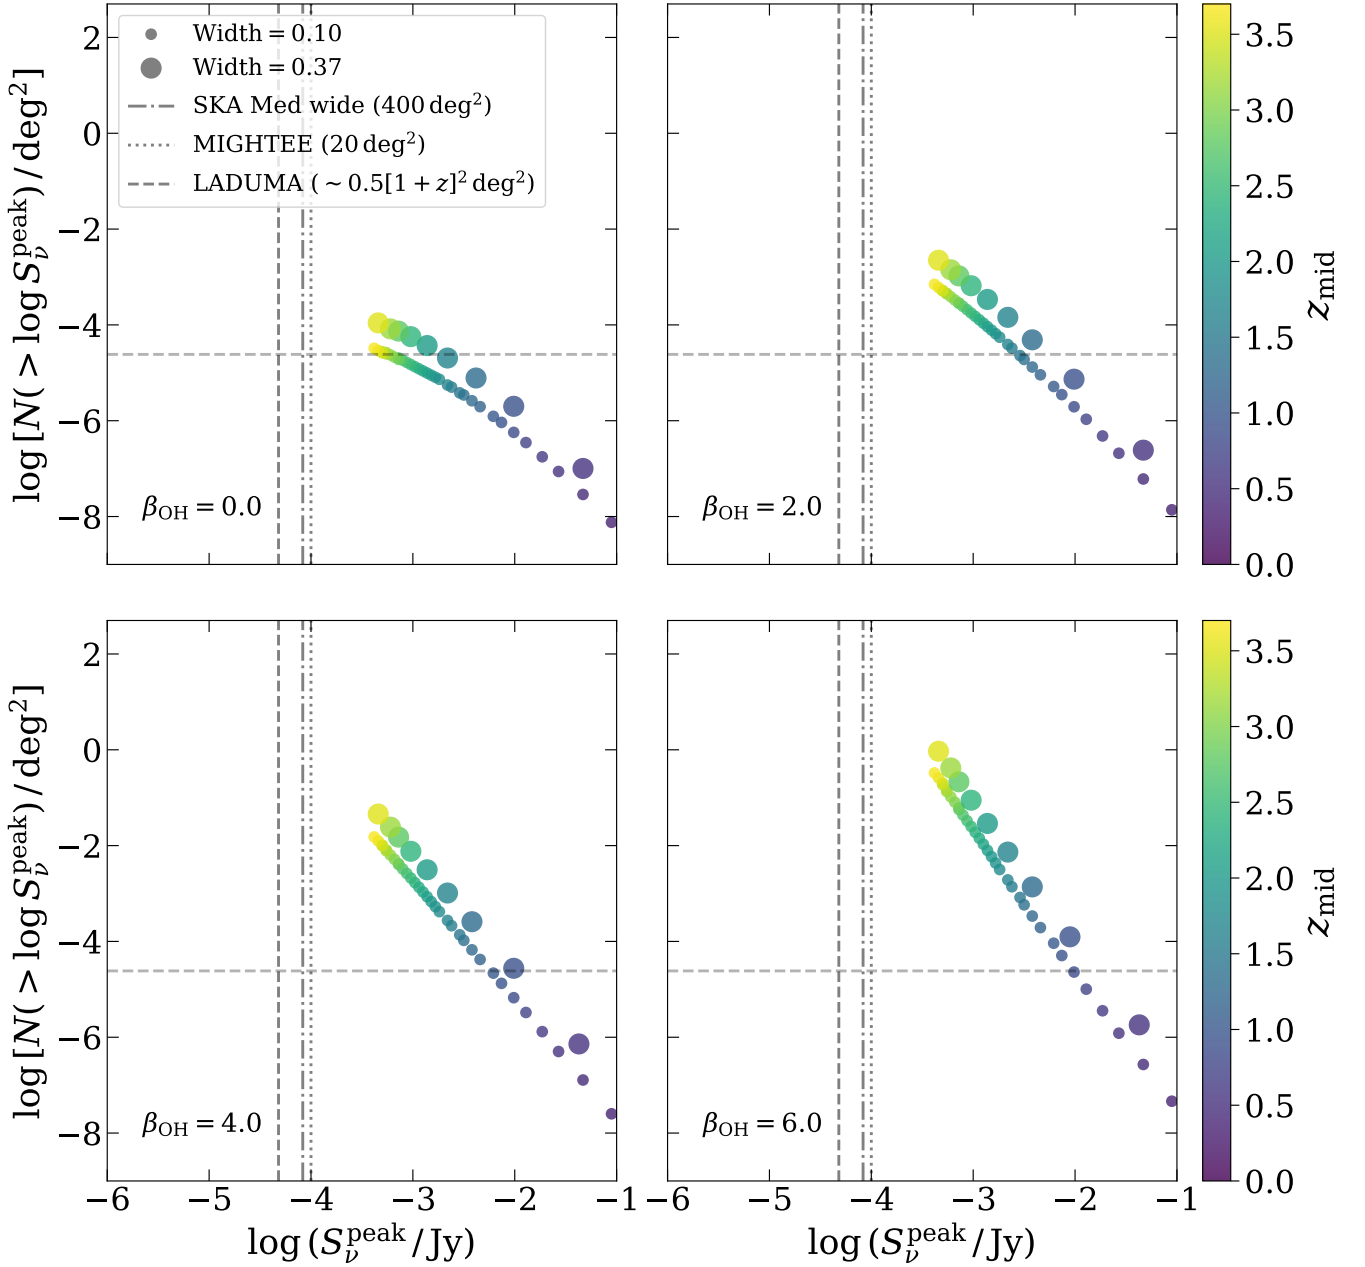 Width = 0.10
Width = 0.37
SKA Med wide (400 deg²)
MIGHTEE (20 deg²)
LADUMA (∼0.5[1 + z]² deg²)
log [N(> log S_ν^peak) / deg²]
2
0
−2
−4
−6
−8
β_OH = 0.0
β_OH = 2.0
3.5
3.0
2.5
2.0
1.5
1.0
0.5
0.0
z_mid
log [N(> log S_ν^peak) / deg²]
2
0
−2
−4
−6
−8
β_OH = 4.0
β_OH = 6.0
3.5
3.0
2.5
2.0
1.5
1.0
0.5
0.0
z_mid
−6 −5 −4 −3 −2 −1
−6 −5 −4 −3 −2 −1
log (S_ν^peak / Jy)
log (S_ν^peak / Jy)